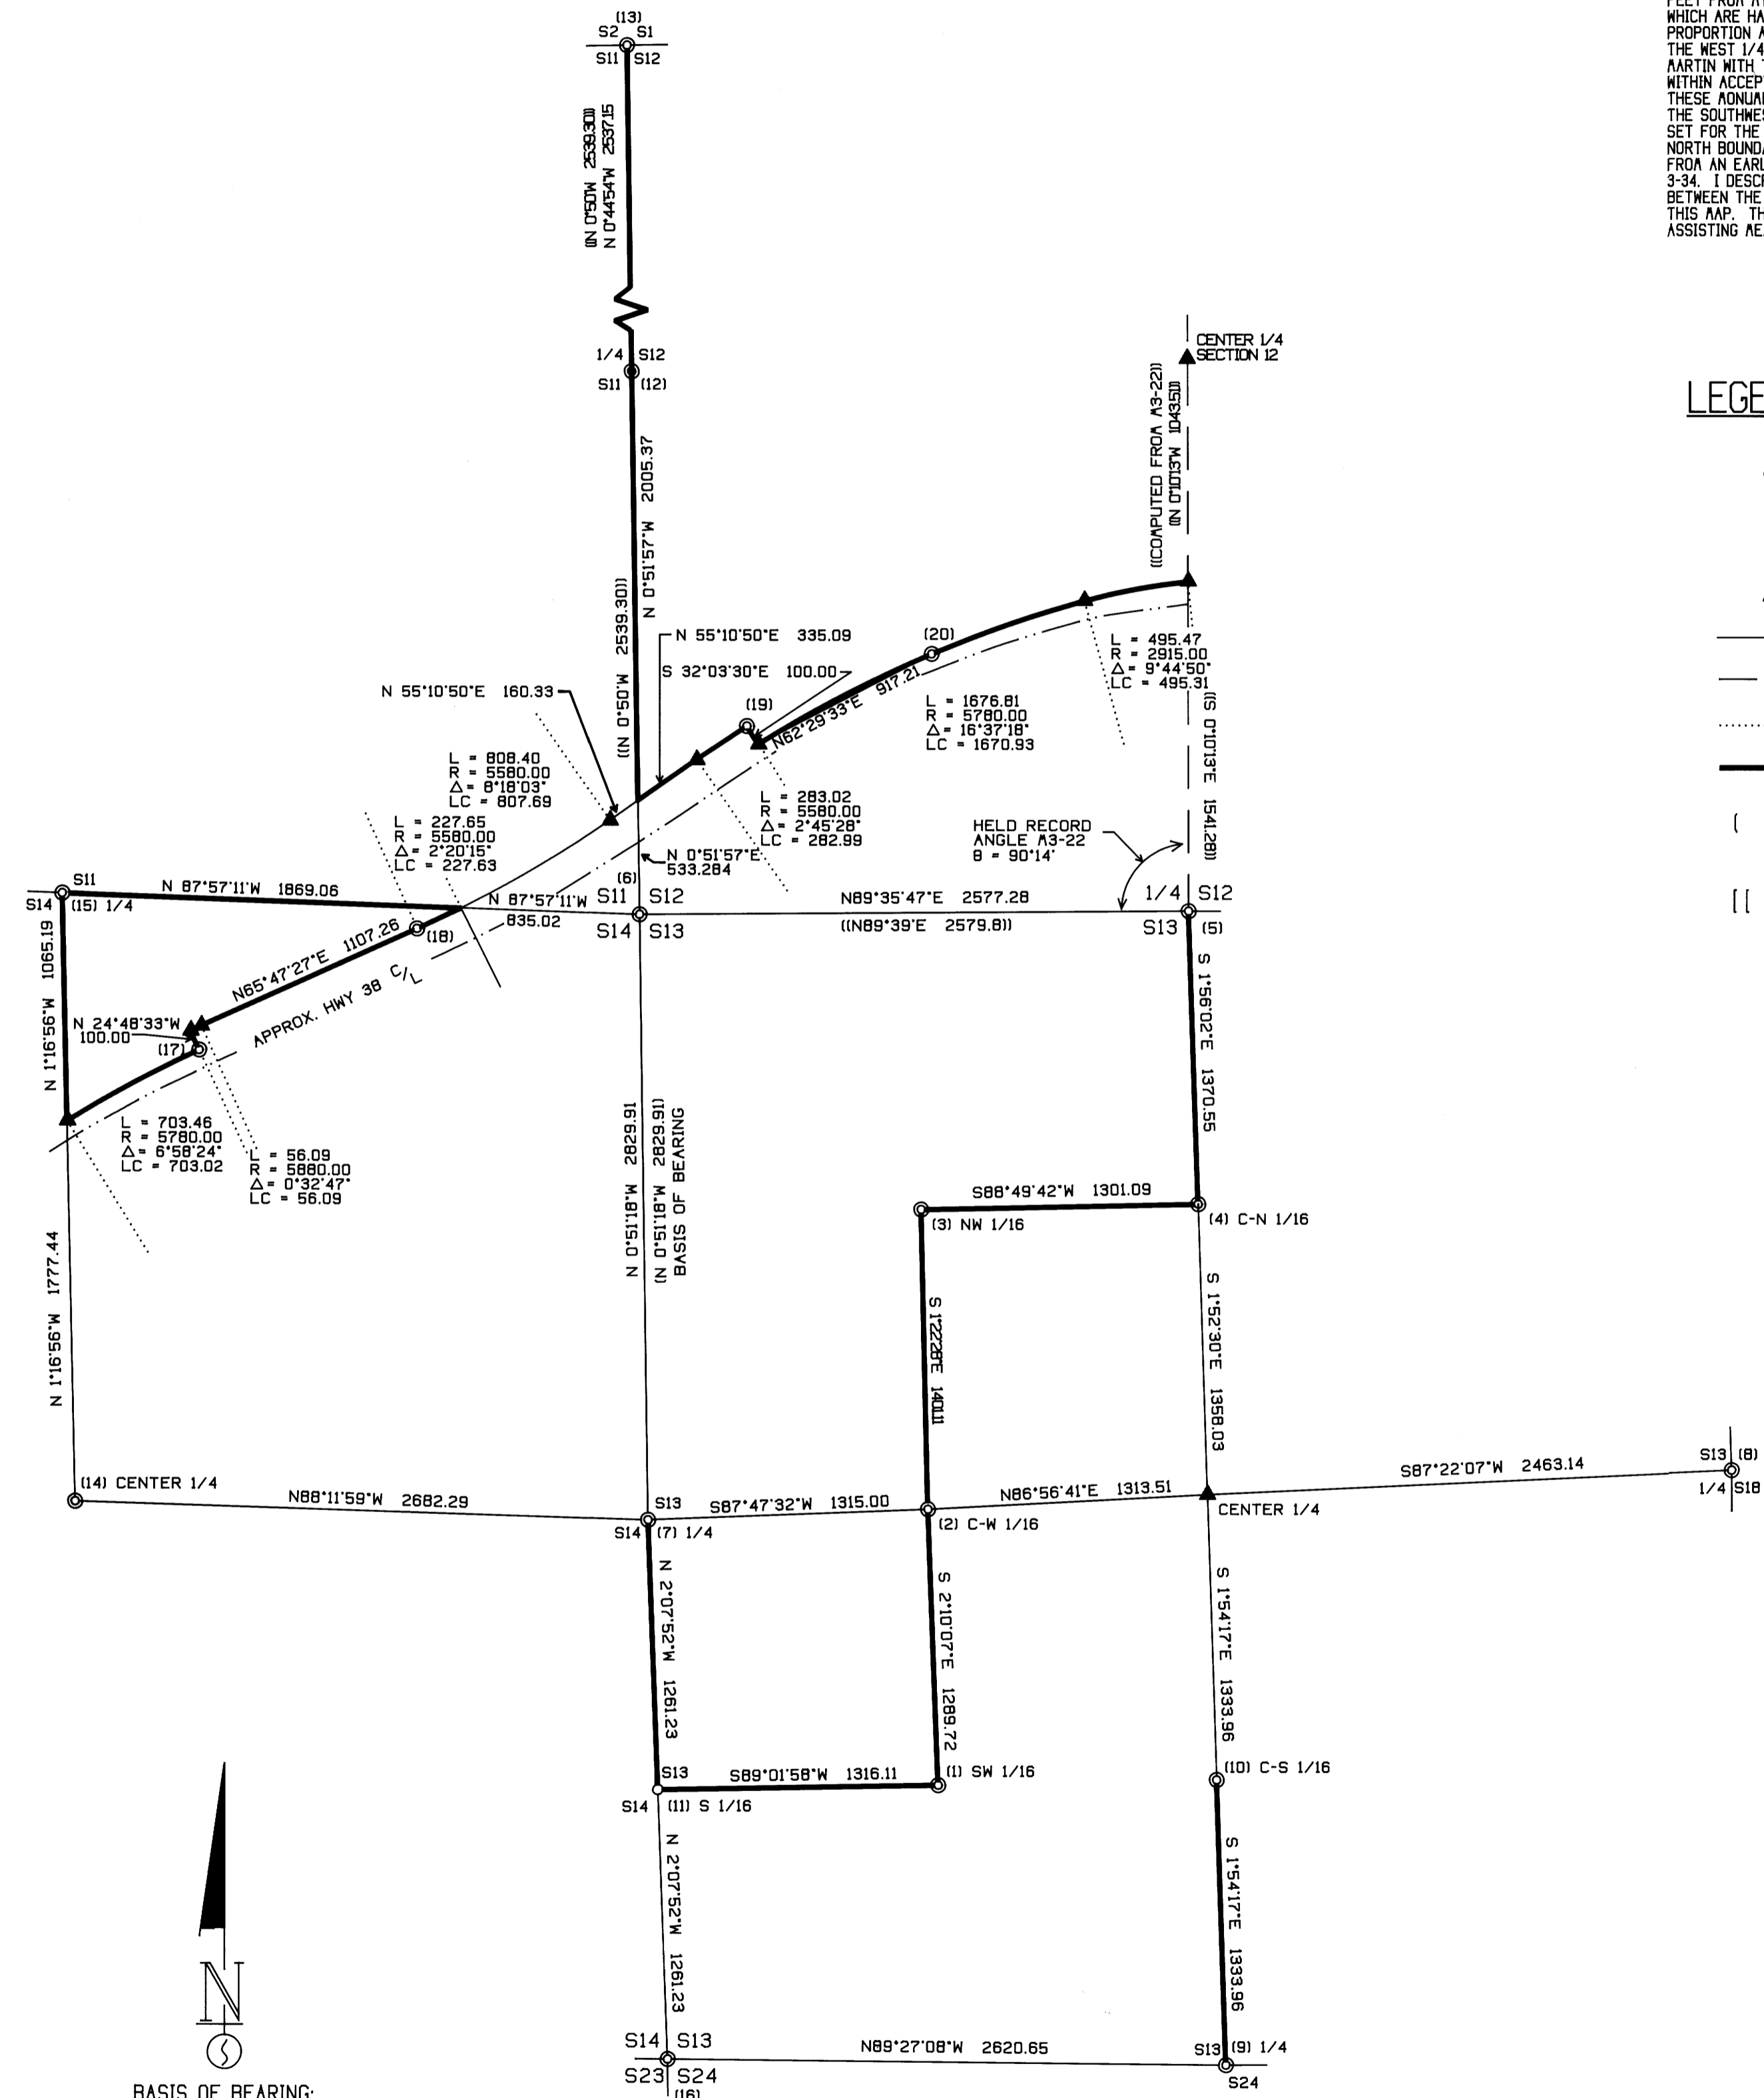 (13)
S2 S1
S11 S12
((N 0°50'W 2539.30))
N 0°44'54"W 2537.15
WHICH ARE HA
PROPORTION A
THE WEST 1/4
MARTIN WITH
WITHIN ACCEP
THESE MONUM
THE SOUTHWES
SET FOR THE
NORTH BOUND
FROM AN EARL
3-34. I DESC
BETWEEN THE
THIS MAP. TH
ASSISTING ME
1/4 S12
S11 (12)
CENTER 1/4
SECTION 12
LEGE
((COMPUTED FROM M3-22))
((N 0°10'13"W 1043.51))
N 0°51'57"W 2005.37
((N 0°50'W 2539.30))
N 55°10'50"E 335.09
S 32°03'30"E 100.00
N 55°10'50"E 160.33
(19)
(20)
N62°29'33"E 917.21
L = 495.47
R = 2915.00
Δ = 9°44'50"
LC = 495.31
L = 1676.81
R = 5780.00
Δ = 16°37'18"
LC = 1670.93
((S 0°10'13"E 1541.28))
L = 808.40
R = 5580.00
Δ = 8°18'03"
LC = 807.69
L = 227.65
R = 5580.00
Δ = 2°20'15"
LC = 227.63
L = 283.02
R = 5580.00
Δ = 2°45'28"
LC = 282.99
HELD RECORD
ANGLE M3-22
θ = 90°14'
N 0°51'57"E
533.284
S11
S14 (15) 1/4
N 87°57'11"W 1869.06
N 87°57'11"W
835.02
(6)
S11 S12
S14 S13
N89°35'47"E 2577.28
((N89°39'E 2579.8))
1/4 S12
S13 (5)
(
[[
N 1°16'56"W 1065.19
N65°47'27"E 1107.26
(18)
APPROX. HWY 38 C/L
N 24°48'33"W
100.00
(17)
L = 703.46
R = 5780.00
Δ = 6°58'24"
LC = 703.02
L = 56.09
R = 5880.00
Δ = 0°32'47"
LC = 56.09
S 1°56'02"E 1370.55
N 0°51'18"W 2829.91
(N 0°51'18"W 2829.91)
BASIS OF BEARING
S88°49'42"W 1301.09
(3) NW 1/16
(4) C-N 1/16
N 1°16'56"W 1777.44
S 1°22'28"E 1401.11
S 1°52'30"E 1358.03
(14) CENTER 1/4
N88°11'59"W 2682.29
S13
S14 (7) 1/4
S87°47'32"W 1315.00
(2) C-W 1/16
N86°56'41"E 1313.51
CENTER 1/4
S87°22'07"W 2463.14
S13 (8)
1/4 S18
N 2°07'52"W 1261.23
S 2°10'07"E 1289.72
S 1°54'17"E 1333.96
S13
S14 (11) S 1/16
S89°01'58"W 1316.11
(1) SW 1/16
(10) C-S 1/16
N 2°07'52"W 1261.23
S 1°54'17"E 1333.96
N
S14 S13
S23 S24
(16)
N89°27'08"W 2620.65
S13 (9) 1/4
S24
BASIS OF BEARING: